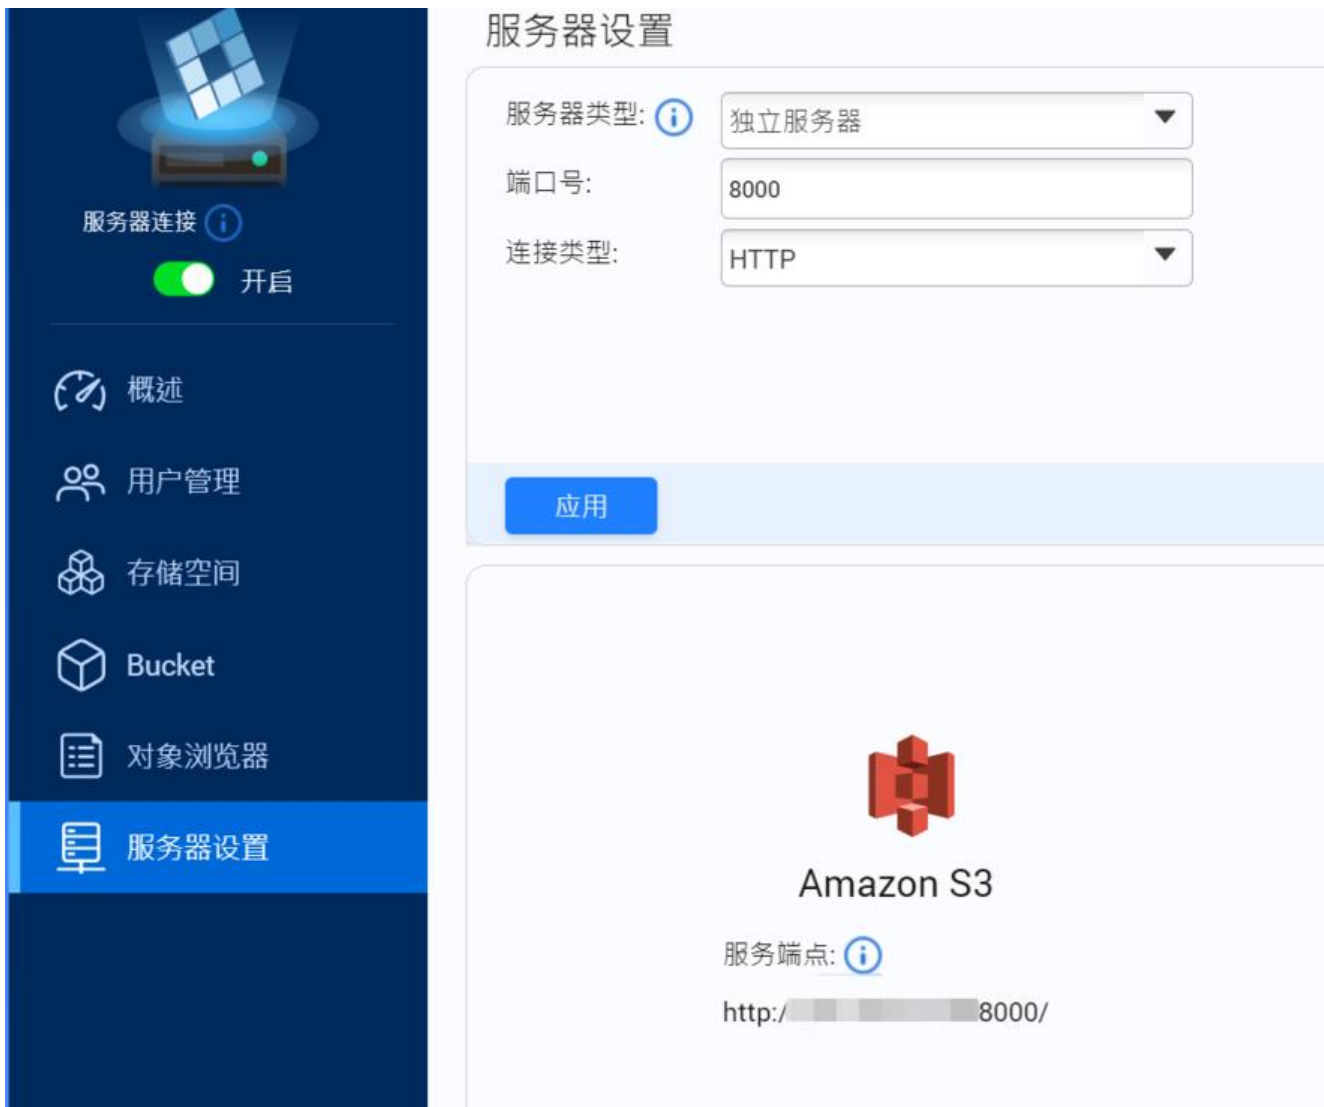 服务器连接
开启
概述
用户管理
存储空间
Bucket
对象浏览器
服务器设置
服务器设置
服务器类型:
独立服务器
端口号:
8000
连接类型:
HTTP
应用
Amazon S3
服务端点:
http:/ 8000/